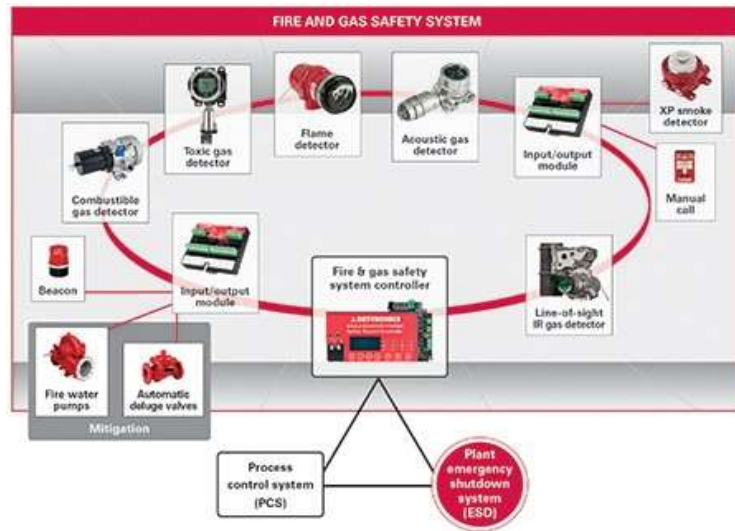 FIRE AND GAS SAFETY SYSTEM
XP smoke
detector
Flame
detector
Acoustic gas
detector
Input/output
module
Toxic gas
detector
Manual
call
Combustible
gas detector
Beacon
Input/output
module
Fire & gas safety
system controller
Line-of-sight
IR gas detector
Fire water
pumps
Automatic
deluge valves
Mitigation
Process
control system
(PCS)
Plant
emergency
shutdown
system
(ESD)